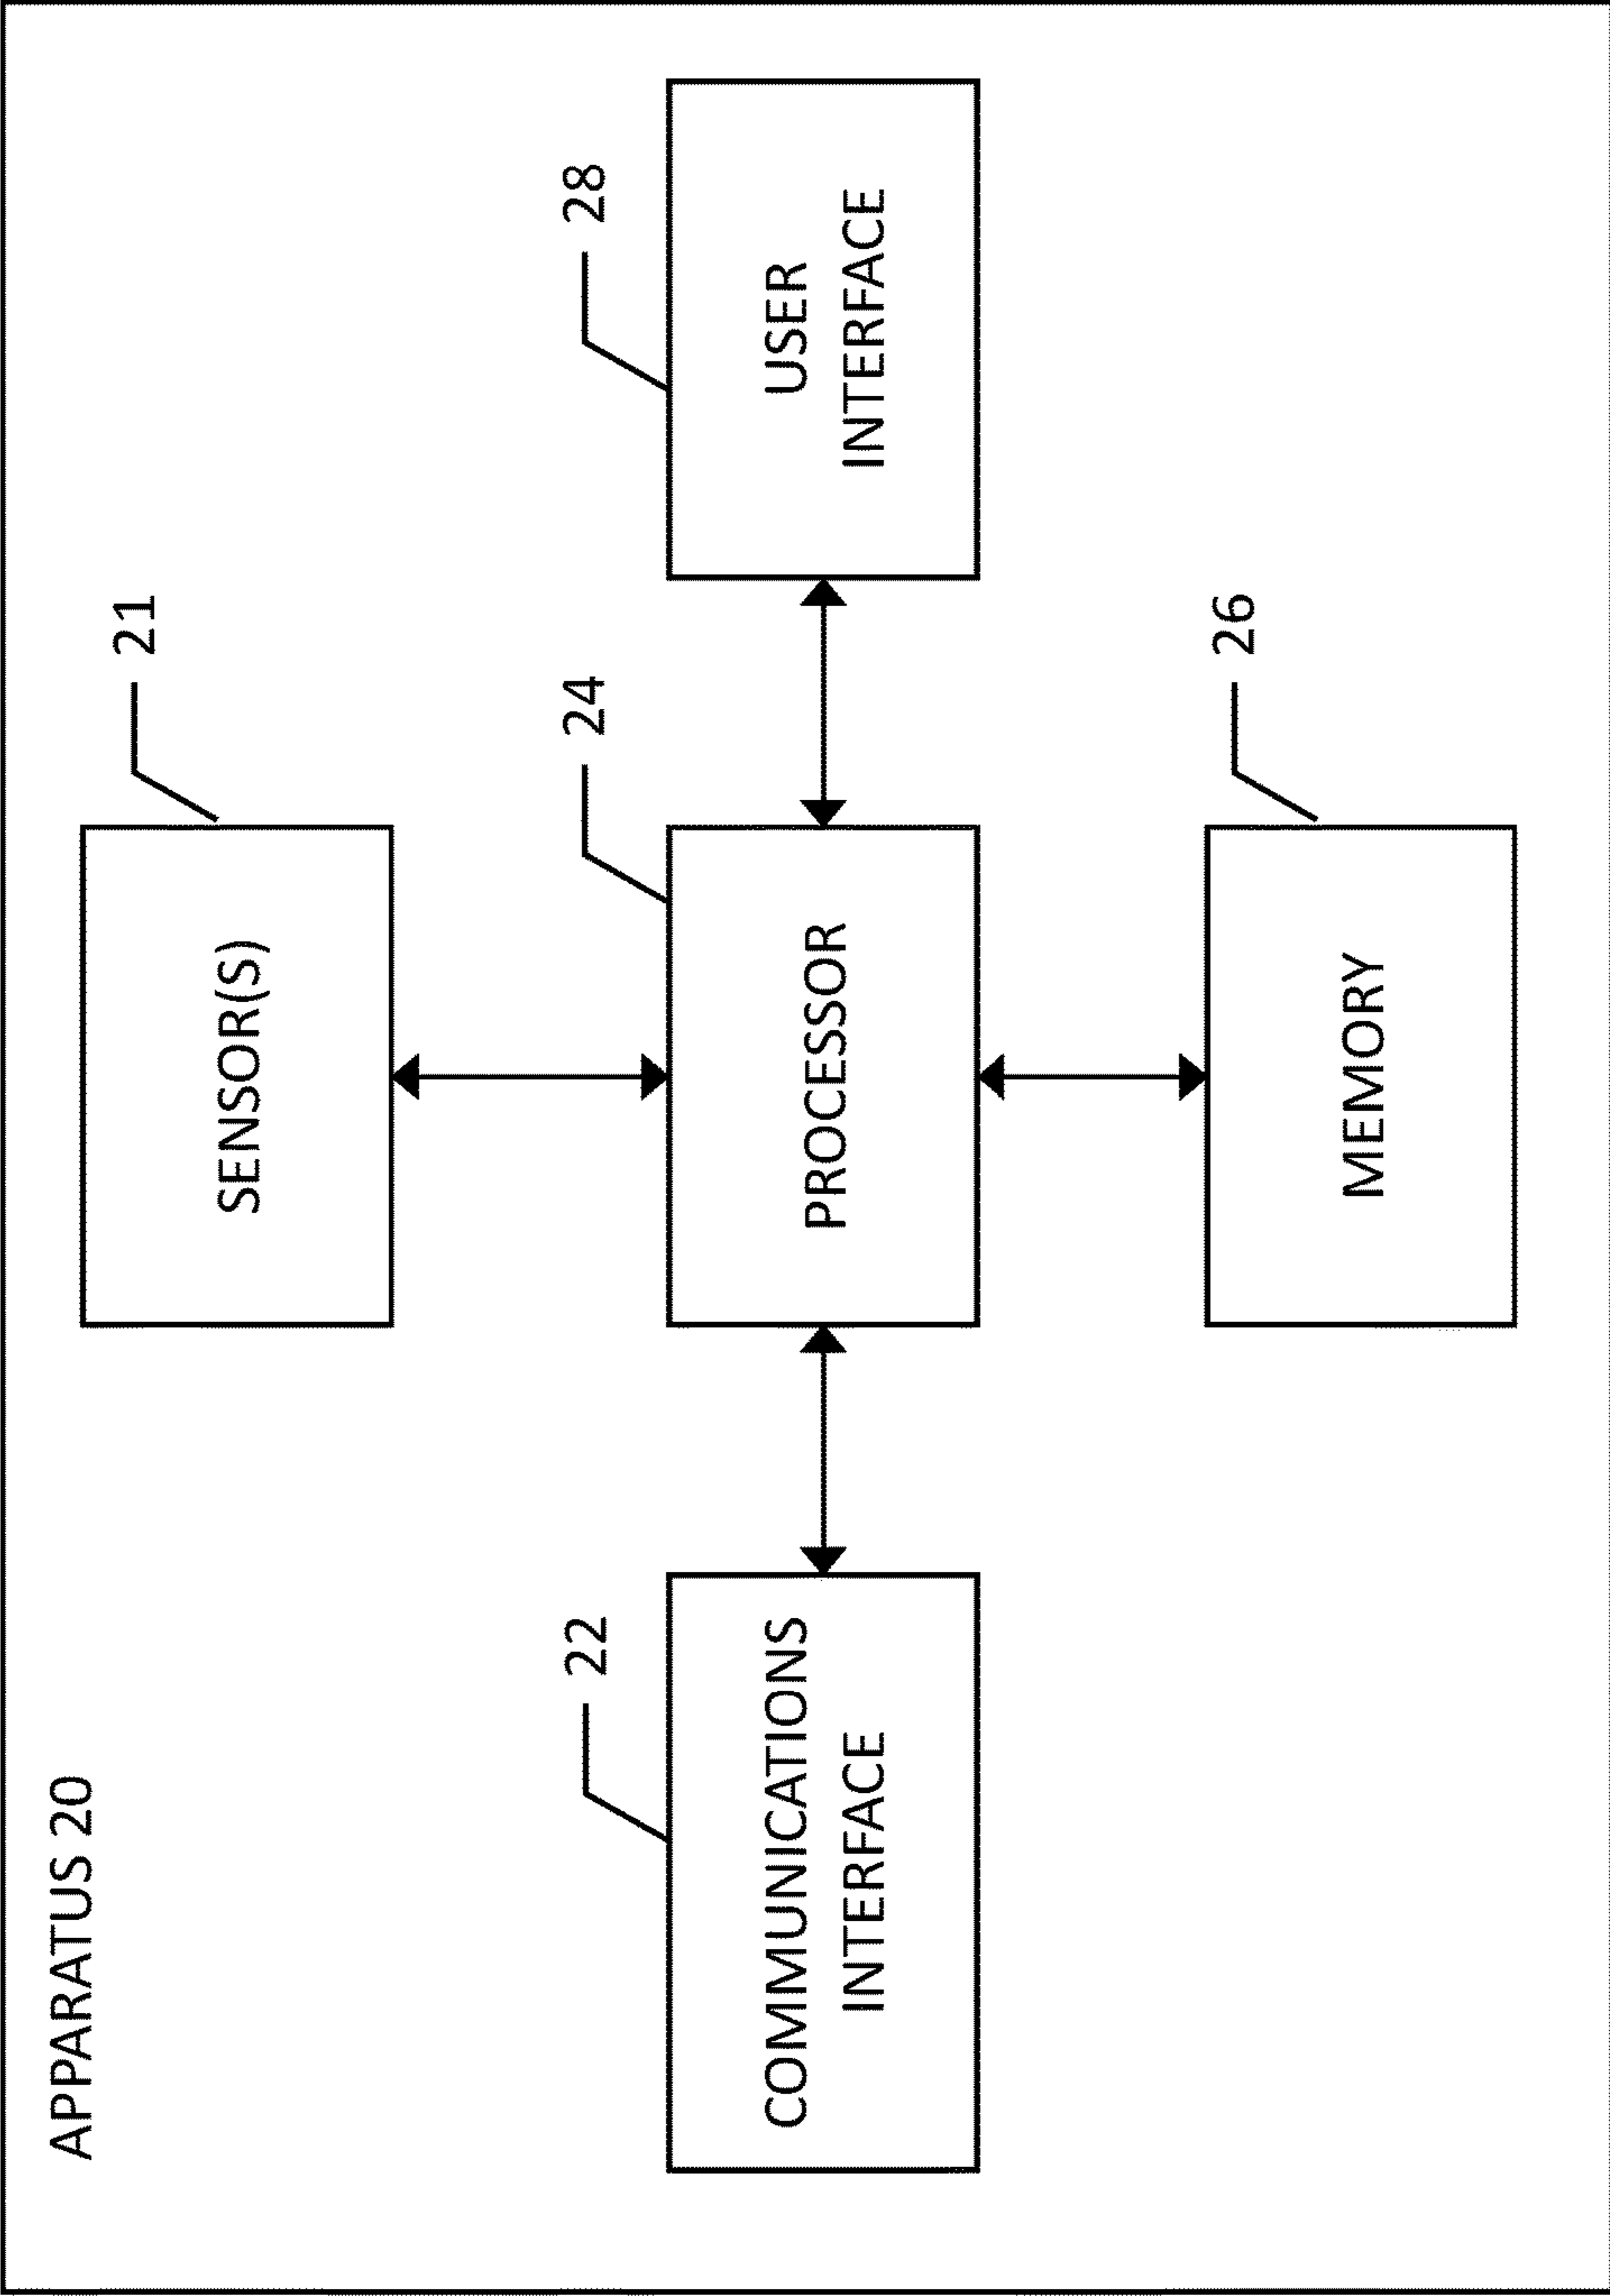 APPARATUS 20
21
SENSOR(S)
22
24
28
COMMUNICATIONS
INTERFACE
PROCESSOR
USER
INTERFACE
26
MEMORY